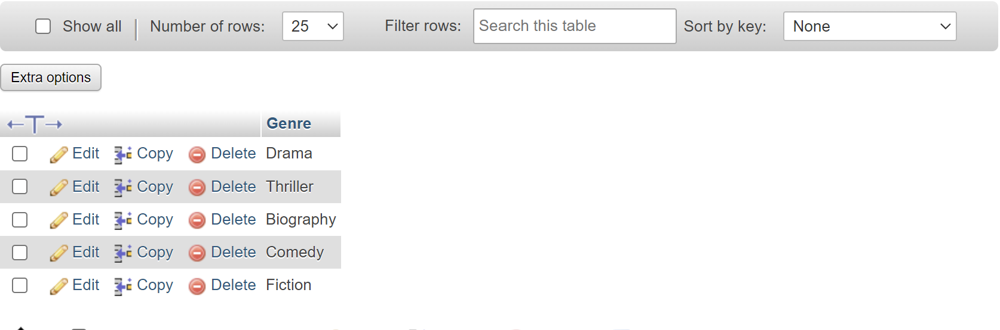 Show all Number of rows: 25 Filter rows: Search this table Sort by key: None
Extra options
Genre
Edit Copy Delete Drama
Edit Copy Delete Thriller
Edit Copy Delete Biography
Edit Copy Delete Comedy
Edit Copy Delete Fiction